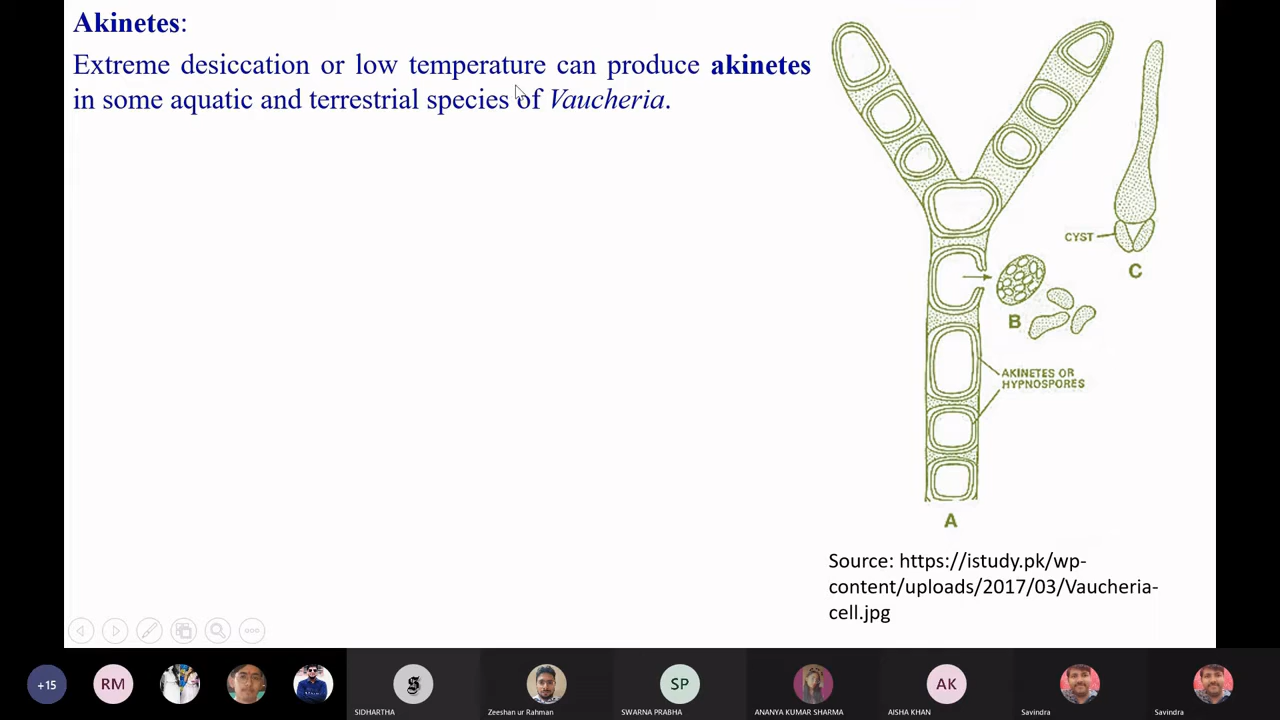 Akinetes:
Extreme desiccation or low temperature can produce akinetes
in some aquatic and terrestrial species of Vaucheria.
CYST
C
B
AKINETES OR
HYPNOSPORES
A
Source: https://istudy.pk/wp-
content/uploads/2017/03/Vaucheria-
cell.jpg
+15
RM
S
SP
AK
SIDHARTHA
Zeeshan ur Rahman
SWARNA PRABHA
ANANYA KUMAR SHARMA
AISHA KHAN
Savindra
Savindra